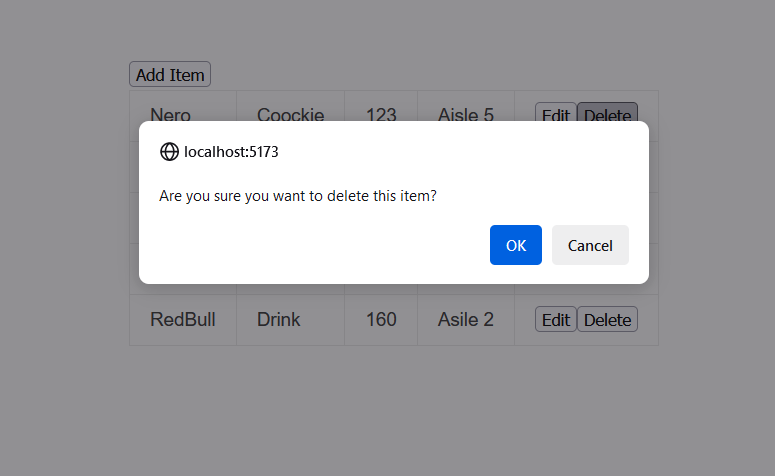 Add Item
Nero Coockie 123 Aisle 5 Edit Delete
localhost:5173
Are you sure you want to delete this item?
OK Cancel
RedBull Drink 160 Asile 2 Edit Delete